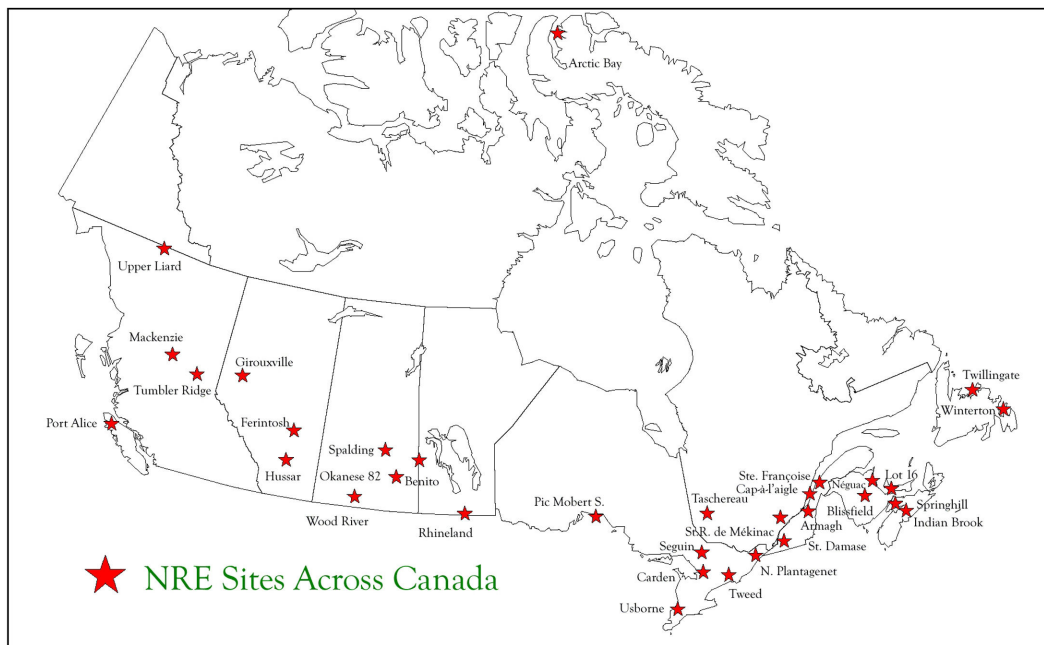 Arctic Bay
Upper Liard
Mackenzie
Girouxville
Tumbler Ridge
Twillingate
Winterton
Port Alice
Ferintosh
Spalding
Hussar
Okanese 82
Benito
Wood River
Rhineland
Pic Mobert S.
Taschereau
Ste. Françoise
Cap-à-l'aigle
Néguac
Lot 16
Blissfield
Springhill
Armagh
Indian Brook
St.R. de Mékinac
St. Damase
Seguin
N. Plantagenet
Carden
Tweed
Usborne
NRE Sites Across Canada